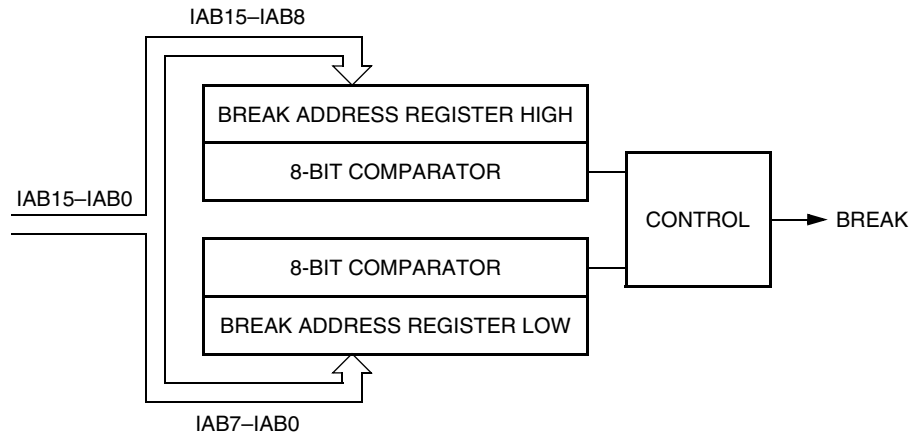 IAB15–IAB8
BREAK ADDRESS REGISTER HIGH
8-BIT COMPARATOR
IAB15–IAB0
CONTROL
BREAK
8-BIT COMPARATOR
BREAK ADDRESS REGISTER LOW
IAB7–IAB0